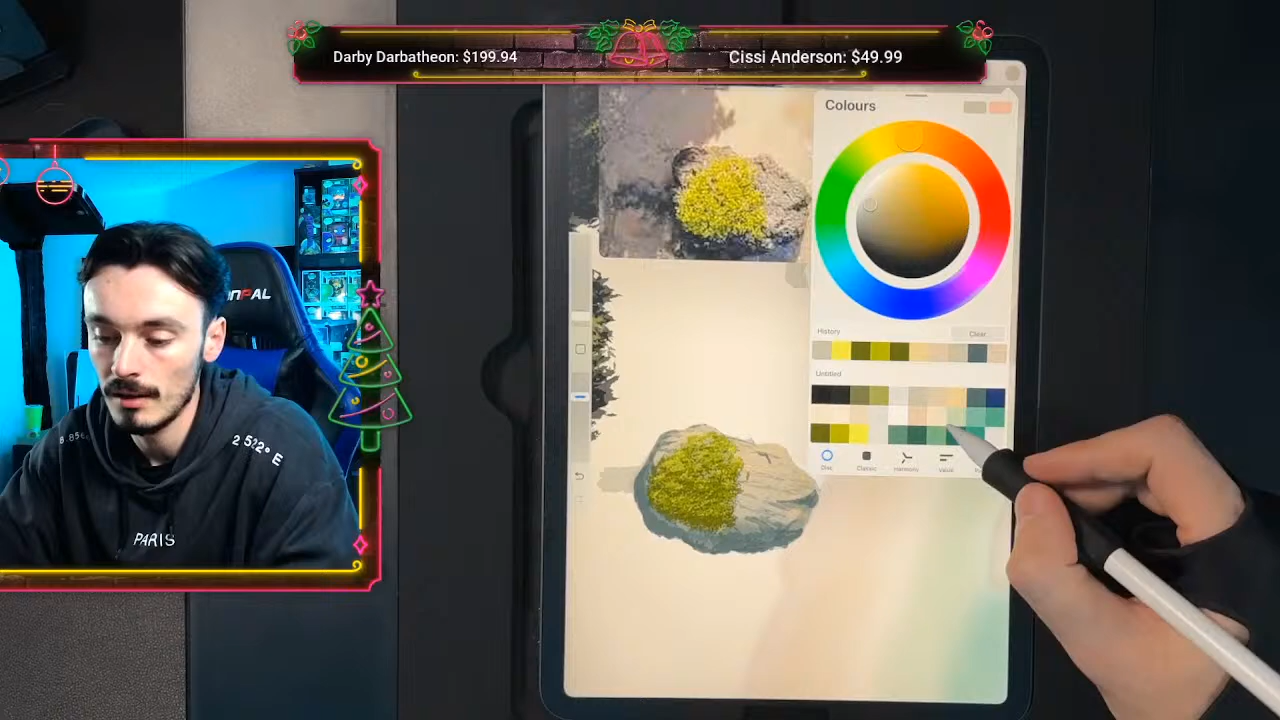 Darby Darbatheon: $199.94
Cissi Anderson: $49.99
Colours
History
Clear
Untitled
Disc
Classic
Harmony
Value
2 522° E
PARIS